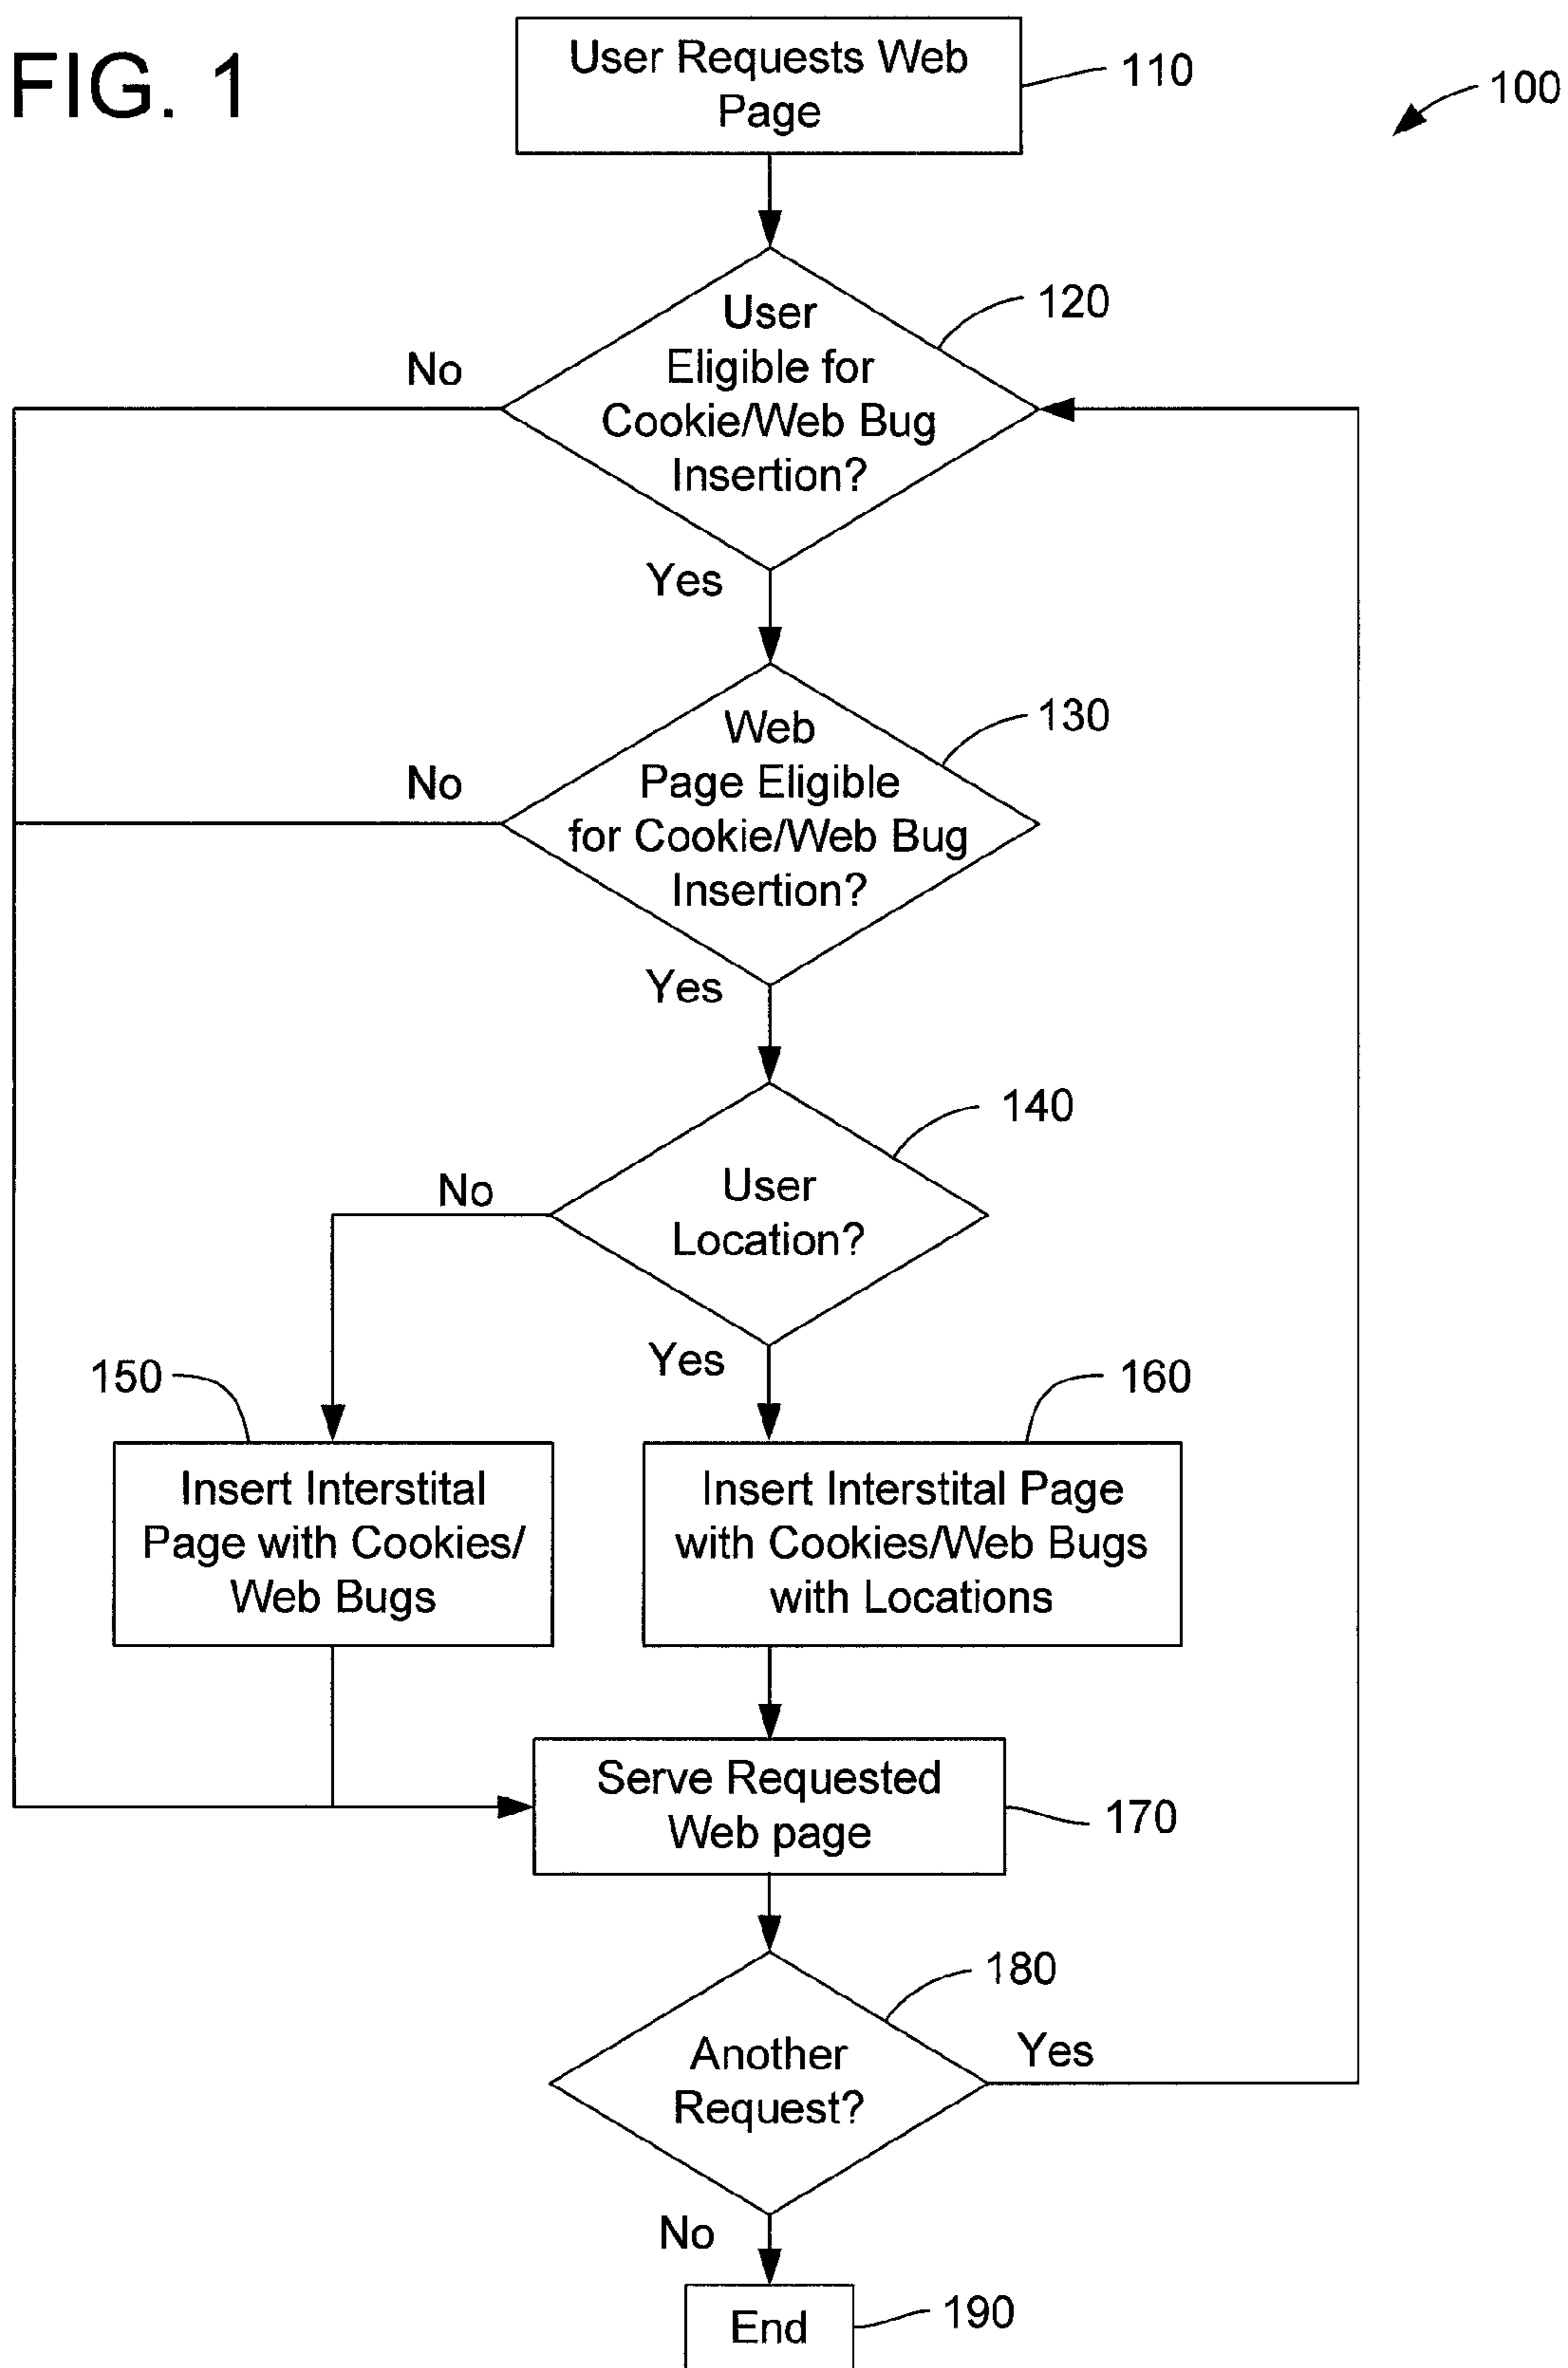 FIG. 1
User Requests Web
Page
110
100
User
Eligible for
Cookie/Web Bug
Insertion?
120
No
Yes
Web
Page Eligible
for Cookie/Web Bug
Insertion?
130
No
Yes
User
Location?
140
No
Yes
150
160
Insert Interstital
Page with Cookies/
Web Bugs
Insert Interstital Page
with Cookies/Web Bugs
with Locations
Serve Requested
Web page
170
180
Another
Request?
Yes
No
End
190